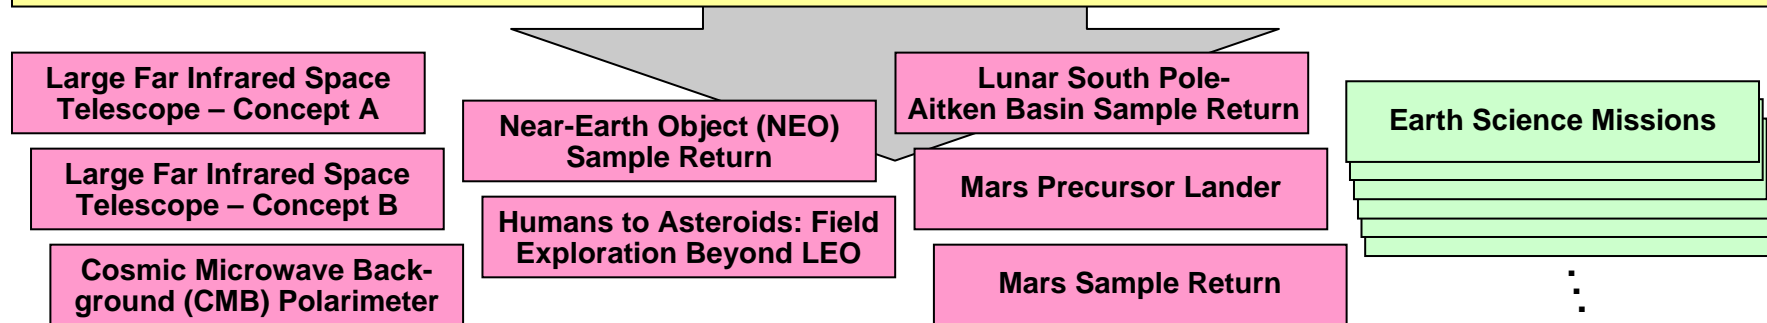 Large Far Infrared Space
Telescope – Concept A
Large Far Infrared Space
Telescope – Concept B
Cosmic Microwave Back-
ground (CMB) Polarimeter
Near-Earth Object (NEO)
Sample Return
Humans to Asteroids: Field
Exploration Beyond LEO
Lunar South Pole-
Aitken Basin Sample Return
Mars Precursor Lander
Mars Sample Return
Earth Science Missions